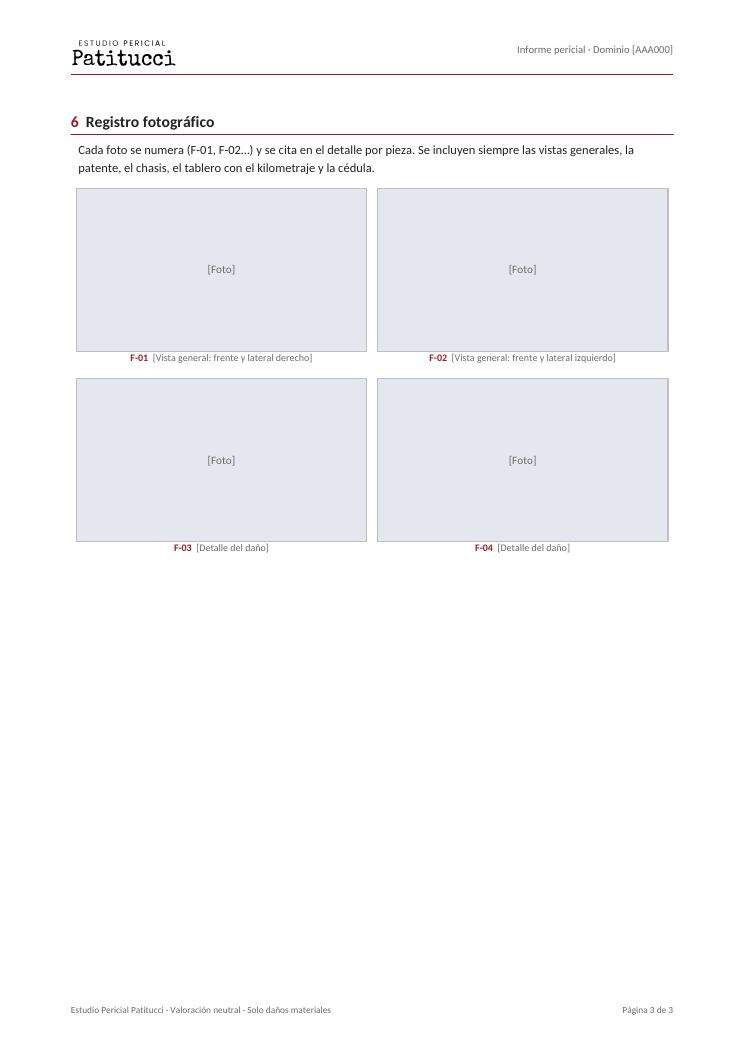 ESTUDIO PERICIAL
Patitucci
Informe pericial · Dominio [AAA000]
6 Registro fotográfico
Cada foto se numera (F-01, F-02…) y se cita en el detalle por pieza. Se incluyen siempre las vistas generales, la
patente, el chasis, el tablero con el kilometraje y la cédula.
[Foto]
[Foto]
F-01 [Vista general: frente y lateral derecho]
F-02 [Vista general: frente y lateral izquierdo]
[Foto]
[Foto]
F-03 [Detalle del daño]
F-04 [Detalle del daño]
Estudio Pericial Patitucci · Valoración neutral · Solo daños materiales
Página 3 de 3